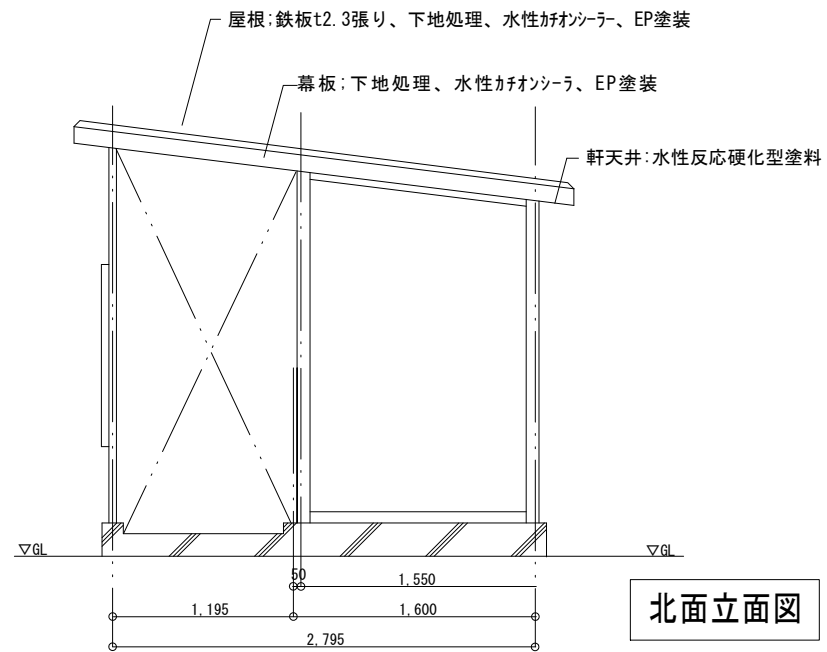 屋根;鉄板t2.3張り、下地処理、水性ｶﾁｵﾝｼｰﾗｰ、EP塗装
幕板;下地処理、水性ｶﾁｵﾝｼｰﾗ、EP塗装
軒天井:水性反応硬化型塗料
▽GL
▽GL
50
1,550
1,195
1,600
2,795
北面立面図